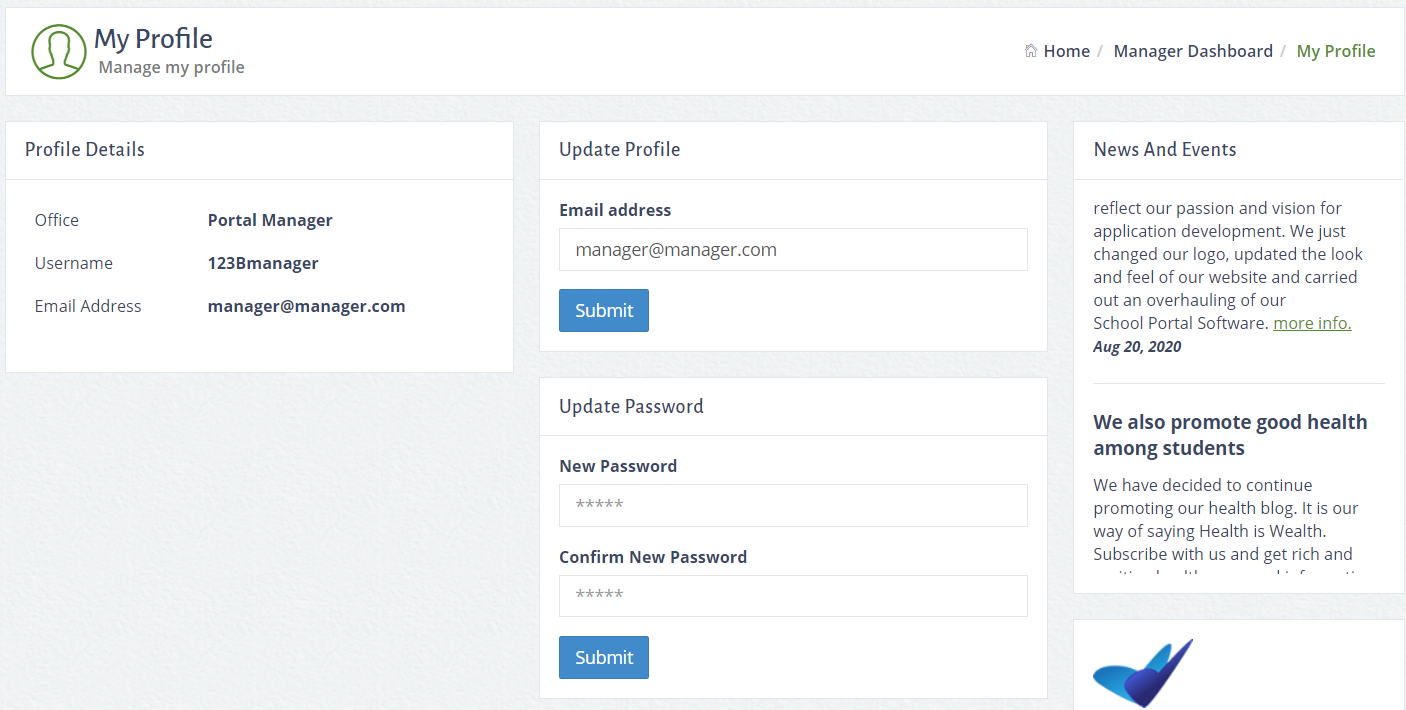 My Profile
Manage my profile
Home / Manager Dashboard / My Profile
Profile Details
Office Portal Manager
Username 123Bmanager
Email Address manager@manager.com
Update Profile
Email address
manager@manager.com
Submit
Update Password
New Password
*****
Confirm New Password
*****
Submit
News And Events
reflect our passion and vision for
application development. We just
changed our logo, updated the look
and feel of our website and carried
out an overhauling of our
School Portal Software. more info.
Aug 20, 2020
We also promote good health
among students
We have decided to continue
promoting our health blog. It is our
way of saying Health is Wealth.
Subscribe with us and get rich and